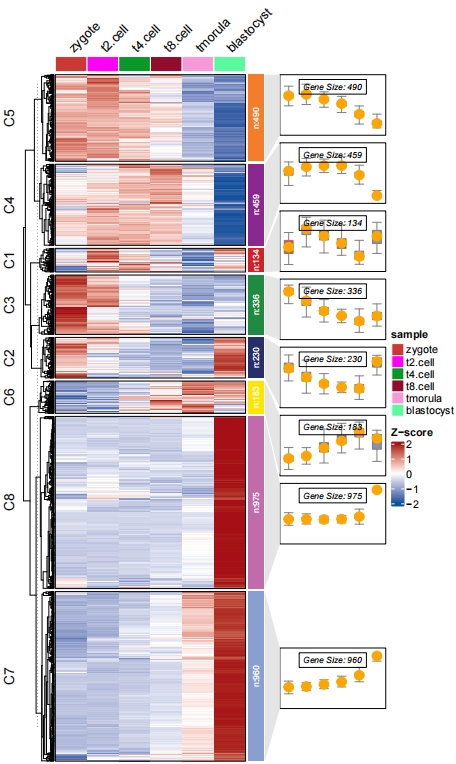 zygote
t2.cell
t4.cell
t8.cell
tmorula
blastocyst
C5
n:490
Gene Size: 490
C4
n:459
Gene Size: 459
C1
n:134
Gene Size: 134
C3
n:336
Gene Size: 336
C2
n:230
Gene Size: 230
C6
n:183
Gene Size: 183
C8
n:975
Gene Size: 975
C7
n:960
Gene Size: 960
sample
zygote
t2.cell
t4.cell
t8.cell
tmorula
blastocyst
Z−score
2
1
0
−1
−2